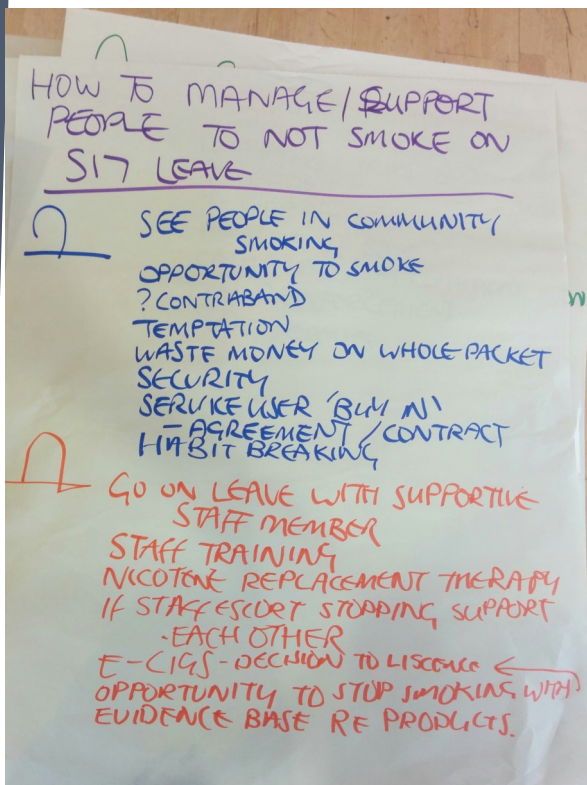 HOW TO MANAGE/SUPPORT
PEOPLE TO NOT SMOKE ON
S17 LEAVE
SEE PEOPLE IN COMMUNITY
SMOKING
OPPORTUNITY TO SMOKE
? CONTRABAND
TEMPTATION
WASTE MONEY ON WHOLE PACKET
SECURITY
SERVICE USER 'BUY IN'
- AGREEMENT / CONTRACT
HABIT BREAKING
GO ON LEAVE WITH SUPPORTIVE
STAFF MEMBER
STAFF TRAINING
NICOTENE REPLACEMENT THERAPY
IF STAFF ESCORT STOPPING SUPPORT
- EACH OTHER
E-CIGS - DECISION TO LISCENCE
OPPORTUNITY TO STOP SMOKING WITH
EVIDENCE BASE RE PRODUCTS.